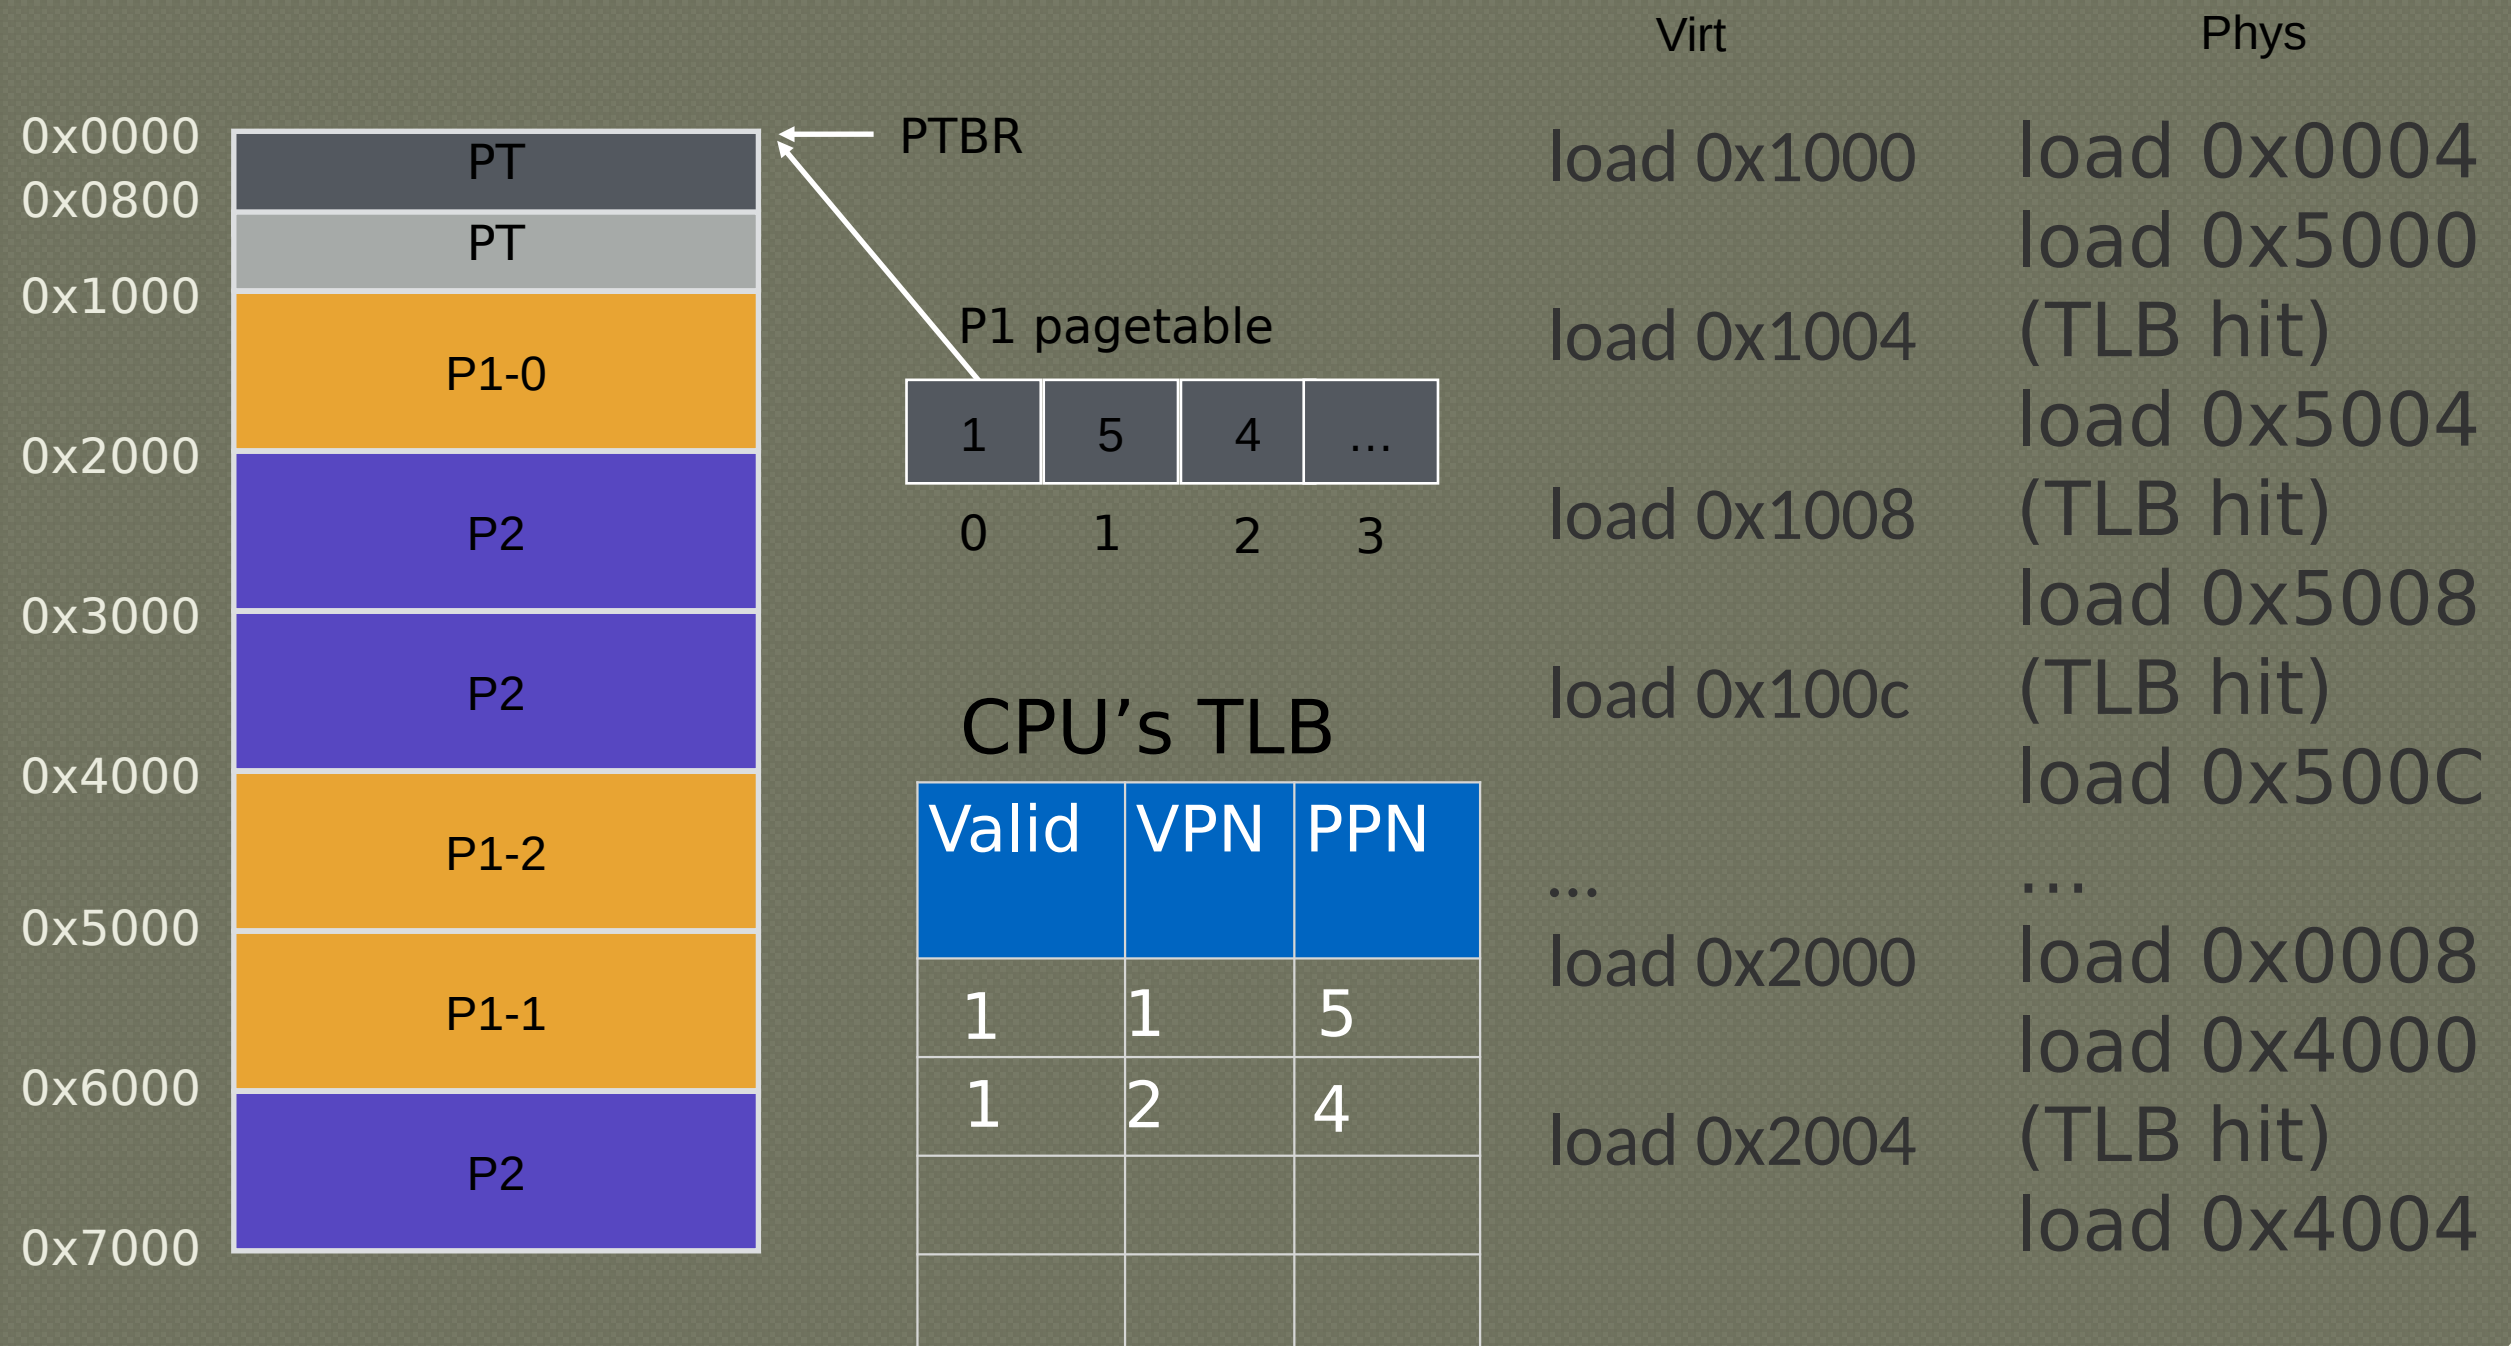 Virt
Phys
0x0000
0x0800
0x1000
0x2000
0x3000
0x4000
0x5000
0x6000
0x7000
PT
PT
P1-0
P2
P2
P1-2
P1-1
P2
PTBR
P1 pagetable
1 5 4 …
0 1 2 3
CPU’s TLB
Valid VPN PPN
1 1 5
1 2 4
load 0x1000
load 0x1004
load 0x1008
load 0x100c
…
load 0x2000
load 0x2004
load 0x0004
load 0x5000
(TLB hit)
load 0x5004
(TLB hit)
load 0x5008
(TLB hit)
load 0x500C
…
load 0x0008
load 0x4000
(TLB hit)
load 0x4004